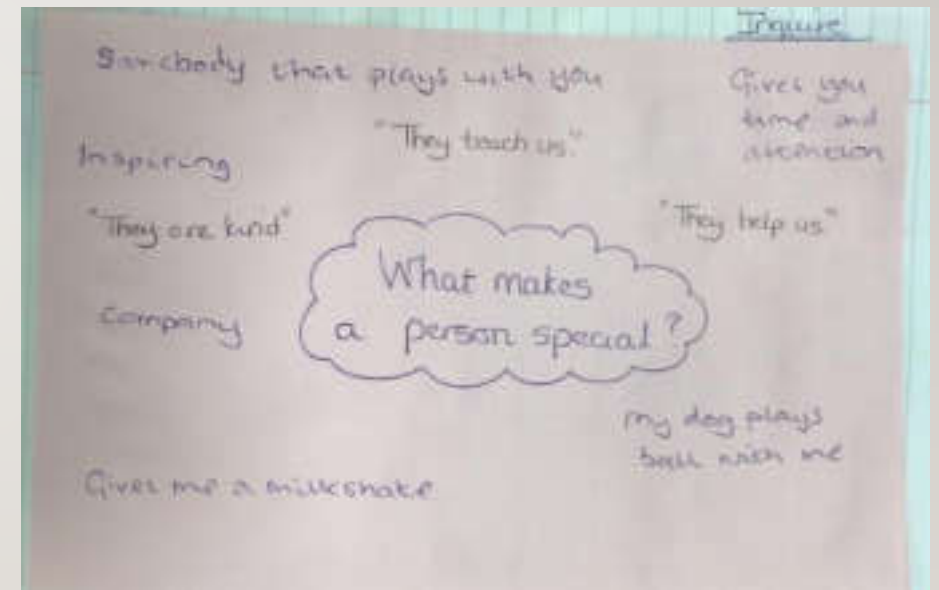 Inquire
Somebody that plays with you
Gives you
time and
attention
"They teach us."
Inspiring
"They are kind"
"They help us"
What makes
a person special?
company
my dog plays
ball with me
Gives me a milkshake